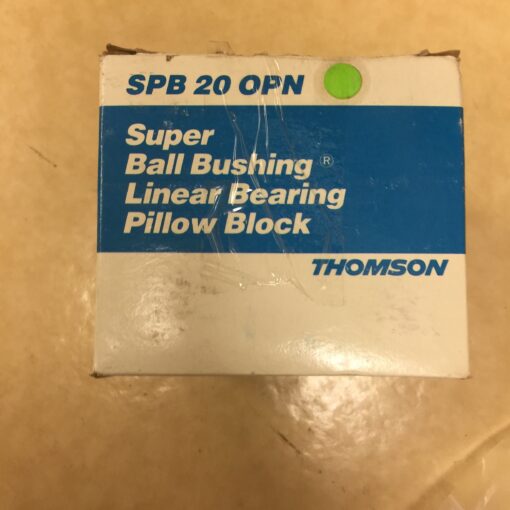 SPB 20 OPN
Super
Ball Bushing ®
Linear Bearing
Pillow Block
THOMSON